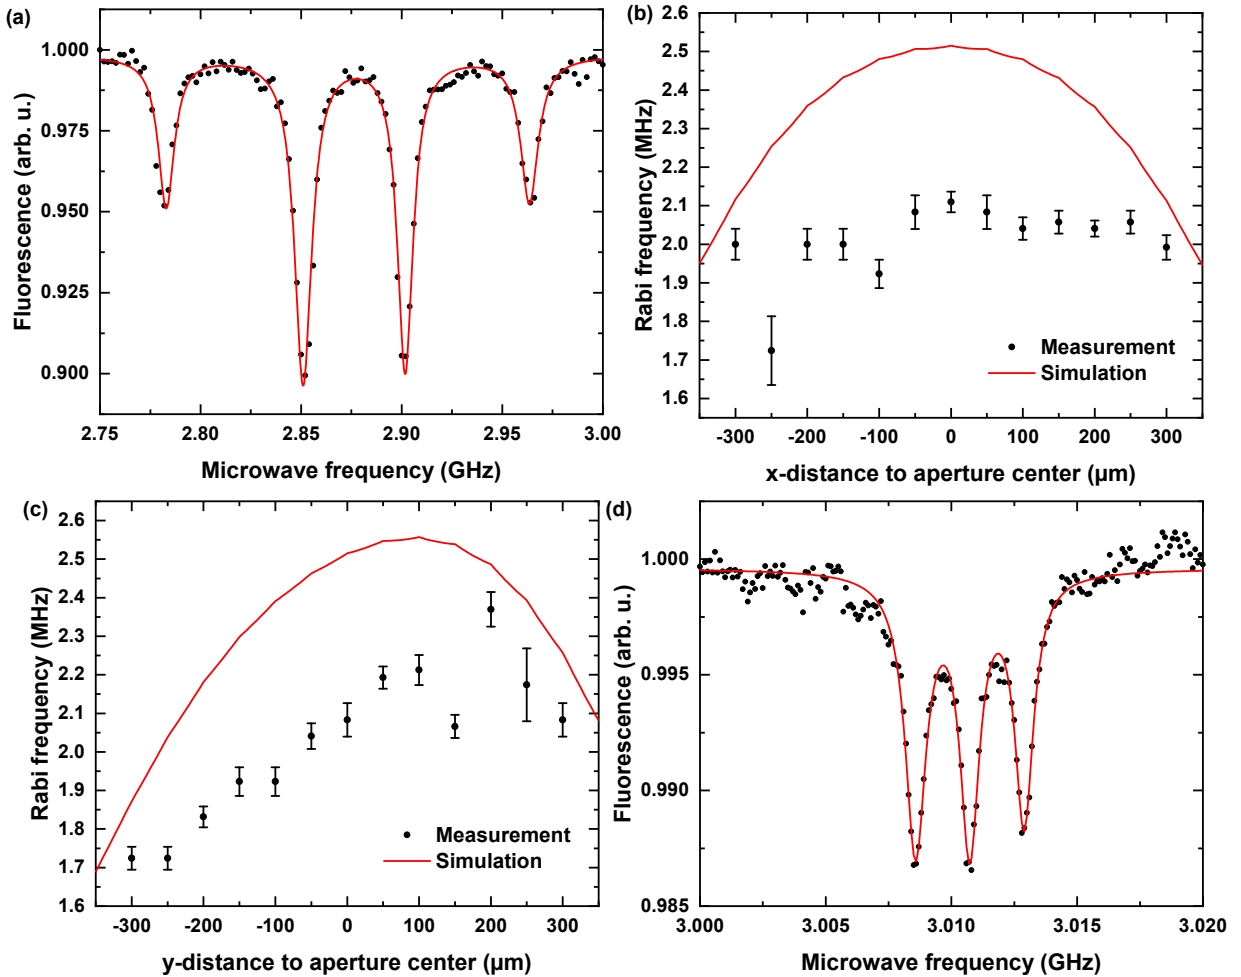 (a)
1.000
0.975
0.950
0.925
0.900
Fluorescence (arb. u.)
2.75 2.80 2.85 2.90 2.95 3.00
Microwave frequency (GHz)
(b)
2.6
2.5
2.4
2.3
2.2
2.1
2.0
1.9
1.8
1.7
1.6
Rabi frequency (MHz)
Measurement
Simulation
-300 -200 -100 0 100 200 300
x-distance to aperture center (µm)
(c)
2.6
2.5
2.4
2.3
2.2
2.1
2.0
1.9
1.8
1.7
1.6
Rabi frequency (MHz)
Measurement
Simulation
-300 -200 -100 0 100 200 300
y-distance to aperture center (µm)
(d)
1.000
0.995
0.990
0.985
Fluorescence (arb. u.)
3.000 3.005 3.010 3.015 3.020
Microwave frequency (GHz)